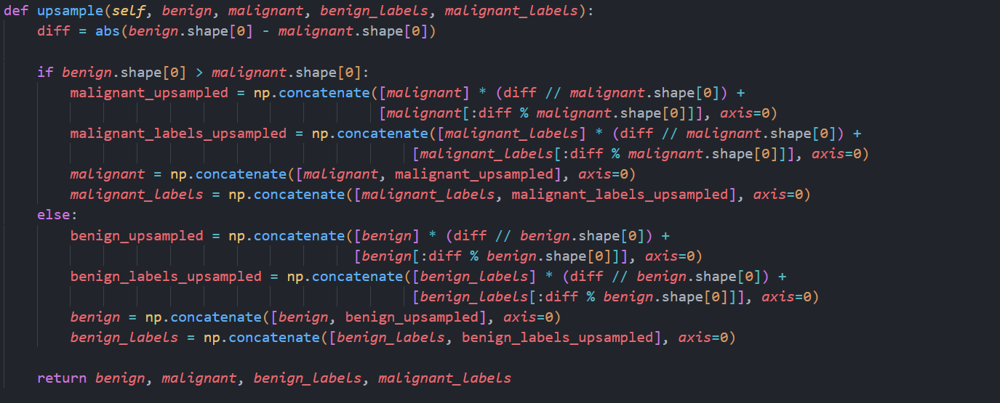 def upsample(self, benign, malignant, benign_labels, malignant_labels):
    diff = abs(benign.shape[0] - malignant.shape[0])

    if benign.shape[0] > malignant.shape[0]:
        malignant_upsampled = np.concatenate([malignant] * (diff // malignant.shape[0]) +
                                             [malignant[:diff % malignant.shape[0]]], axis=0)
        malignant_labels_upsampled = np.concatenate([malignant_labels] * (diff // malignant.shape[0]) +
                                                 [malignant_labels[:diff % malignant.shape[0]]], axis=0)
        malignant = np.concatenate([malignant, malignant_upsampled], axis=0)
        malignant_labels = np.concatenate([malignant_labels, malignant_labels_upsampled], axis=0)
    else:
        benign_upsampled = np.concatenate([benign] * (diff // benign.shape[0]) +
                                          [benign[:diff % benign.shape[0]]], axis=0)
        benign_labels_upsampled = np.concatenate([benign_labels] * (diff // benign.shape[0]) +
                                                 [benign_labels[:diff % benign.shape[0]]], axis=0)
        benign = np.concatenate([benign, benign_upsampled], axis=0)
        benign_labels = np.concatenate([benign_labels, benign_labels_upsampled], axis=0)

    return benign, malignant, benign_labels, malignant_labels